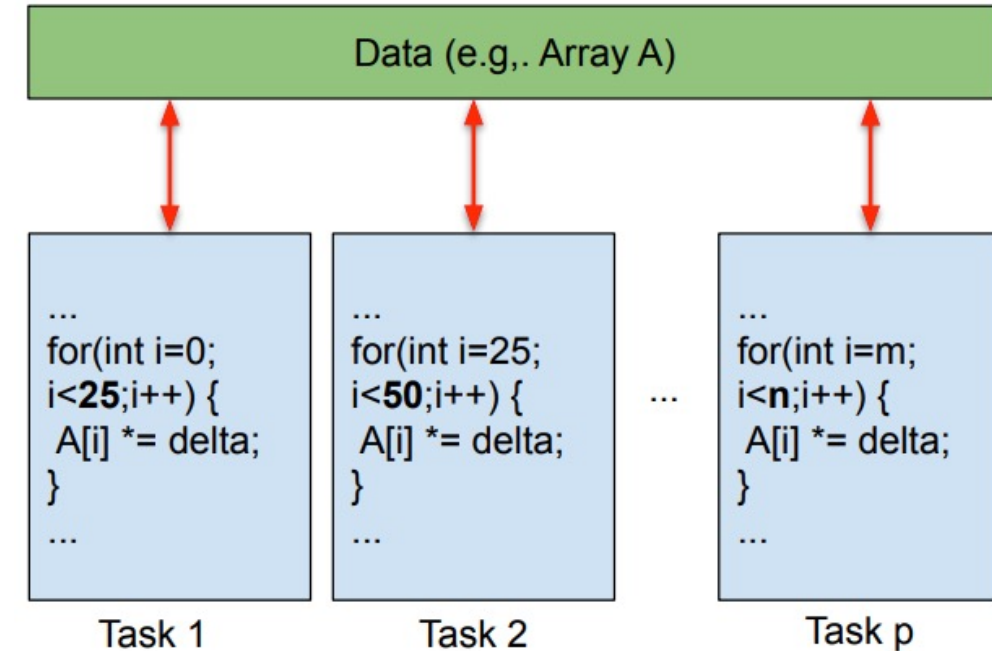 Data (e.g,. Array A)
...
for(int i=0;
i<25;i++) {
A[i] *= delta;
}
...
Task 1
...
for(int i=25;
i<50;i++) {
A[i] *= delta;
}
...
Task 2
...
...
for(int i=m;
i<n;i++) {
A[i] *= delta;
}
...
Task p